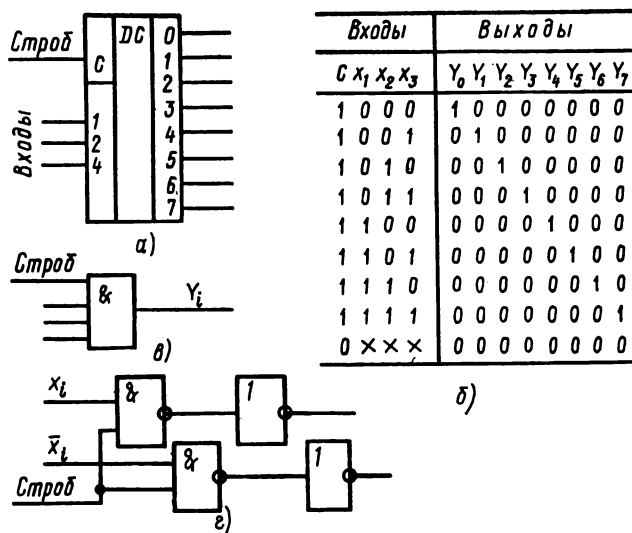 Строб
C
DC
0
1
2
3
4
5
6
7
Входы
1
2
4
а)
Строб
&
Yi
в)
xi
&
1
x̄i
&
1
Строб
г)
Входы Выходы
C x1 x2 x3 Y0 Y1 Y2 Y3 Y4 Y5 Y6 Y7
1 0 0 0 1 0 0 0 0 0 0 0
1 0 0 1 0 1 0 0 0 0 0 0
1 0 1 0 0 0 1 0 0 0 0 0
1 0 1 1 0 0 0 1 0 0 0 0
1 1 0 0 0 0 0 0 1 0 0 0
1 1 0 1 0 0 0 0 0 1 0 0
1 1 1 0 0 0 0 0 0 0 1 0
1 1 1 1 0 0 0 0 0 0 0 1
0 × × × 0 0 0 0 0 0 0 0
б)